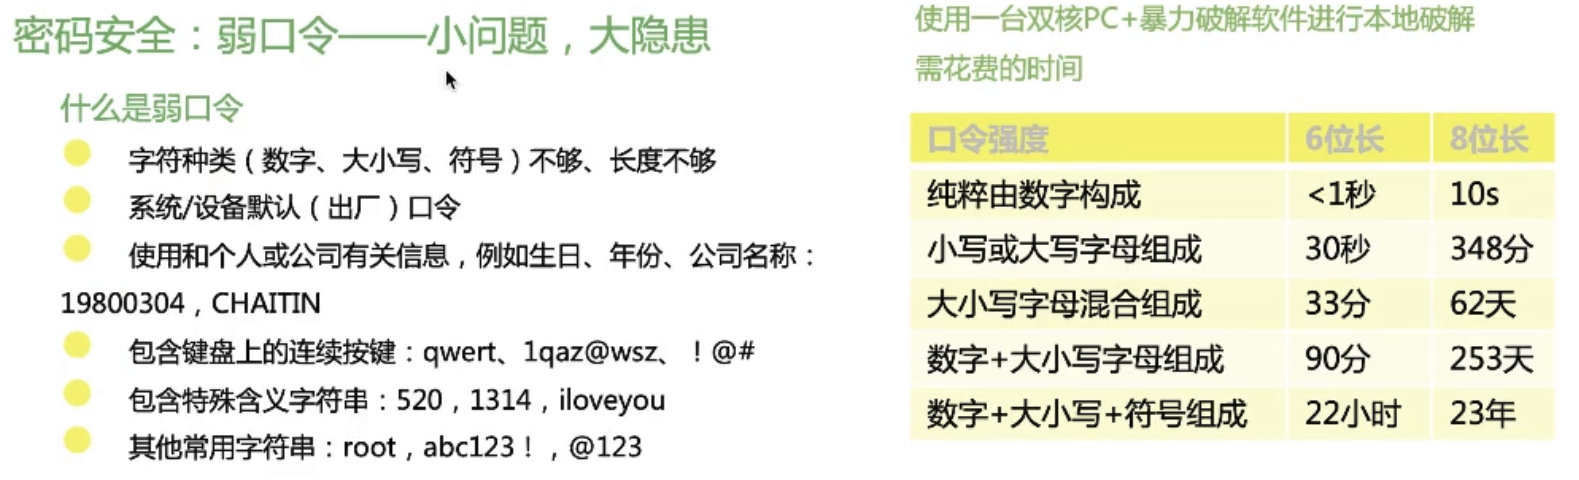 密码安全：弱口令——小问题，大隐患
什么是弱口令
字符种类（数字、大小写、符号）不够、长度不够
系统/设备默认（出厂）口令
使用和个人或公司有关信息，例如生日、年份、公司名称：
19800304，CHAITIN
包含键盘上的连续按键：qwert、1qaz@wsz、！@#
包含特殊含义字符串：520，1314，iloveyou
其他常用字符串：root，abc123！，@123
使用一台双核PC+暴力破解软件进行本地破解
需花费的时间
口令强度 6位长 8位长
纯粹由数字构成 <1秒 10s
小写或大写字母组成 30秒 348分
大小写字母混合组成 33分 62天
数字+大小写字母组成 90分 253天
数字+大小写+符号组成 22小时 23年